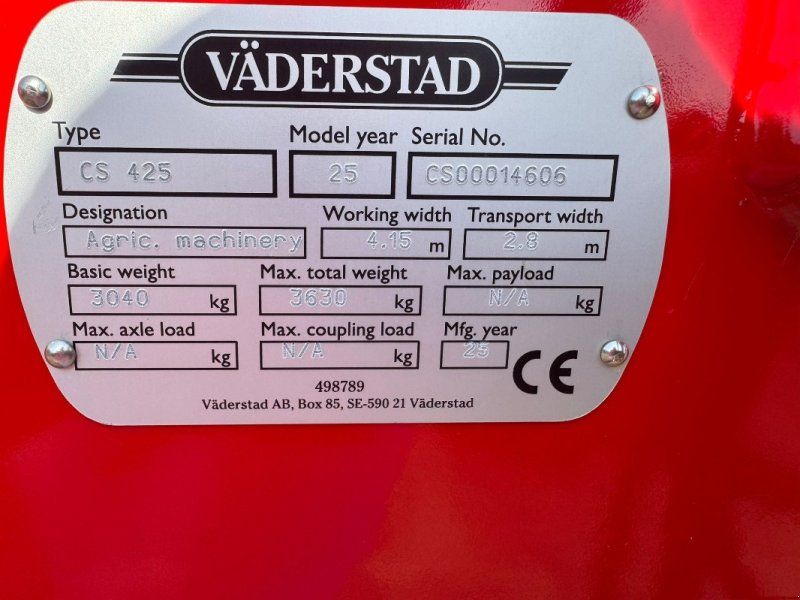 VÄDERSTAD
Type Model year Serial No.
CS 425 25 CS00014606
Designation Working width Transport width
Agric. machinery 4.15 m 2.8 m
Basic weight Max. total weight Max. payload
3040 kg 3630 kg N/A kg
Max. axle load Max. coupling load Mfg. year
N/A kg N/A kg 25 CE
498789
Väderstad AB, Box 85, SE-590 21 Väderstad